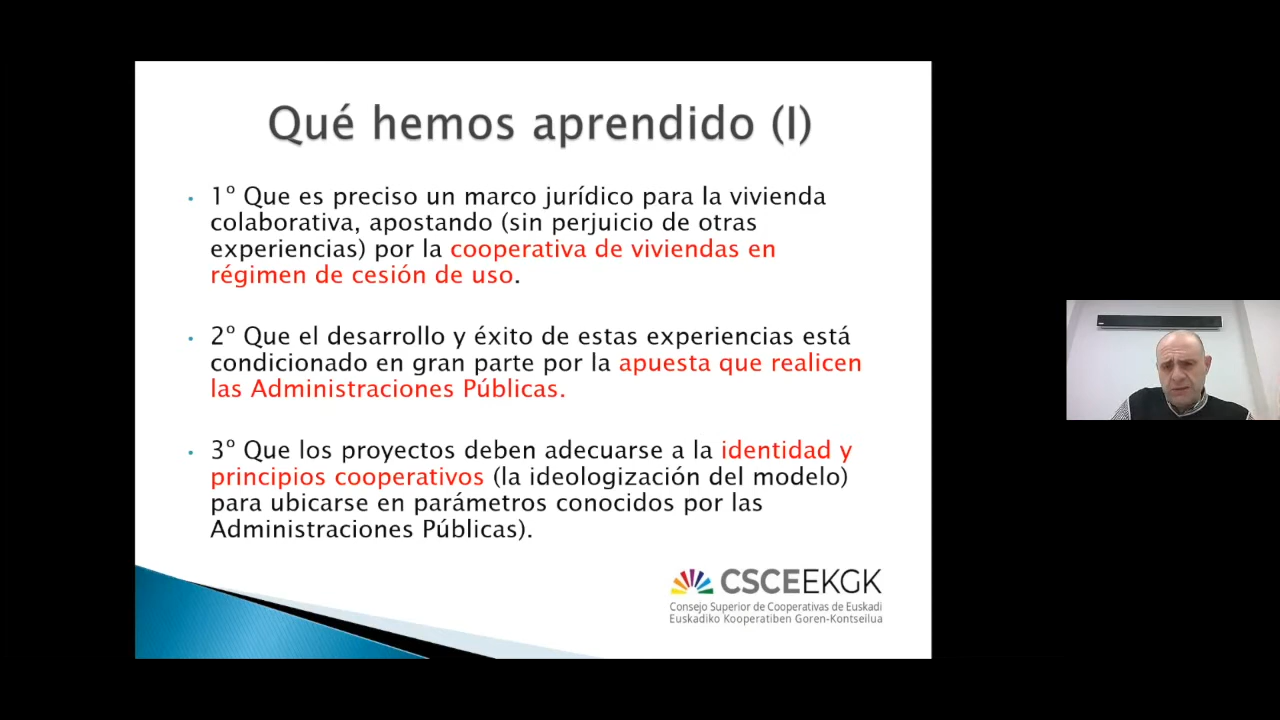 Qué hemos aprendido (I)
• 1º Que es preciso un marco jurídico para la vivienda
colaborativa, apostando (sin perjuicio de otras
experiencias) por la cooperativa de viviendas en
régimen de cesión de uso.
• 2º Que el desarrollo y éxito de estas experiencias está
condicionado en gran parte por la apuesta que realicen
las Administraciones Públicas.
• 3º Que los proyectos deben adecuarse a la identidad y
principios cooperativos (la ideologización del modelo)
para ubicarse en parámetros conocidos por las
Administraciones Públicas).
CSCEEKGK
Consejo Superior de Cooperativas de Euskadi
Euskadiko Kooperatiben Goren-Kontseilua